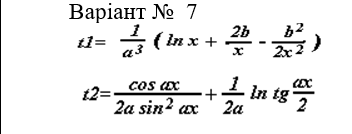 Варіант № 7
t1= 1/a³ ( ln x + 2b/x - b²/2x² )
t2= cos ax/2a sin² ax + 1/2a ln tg ax/2